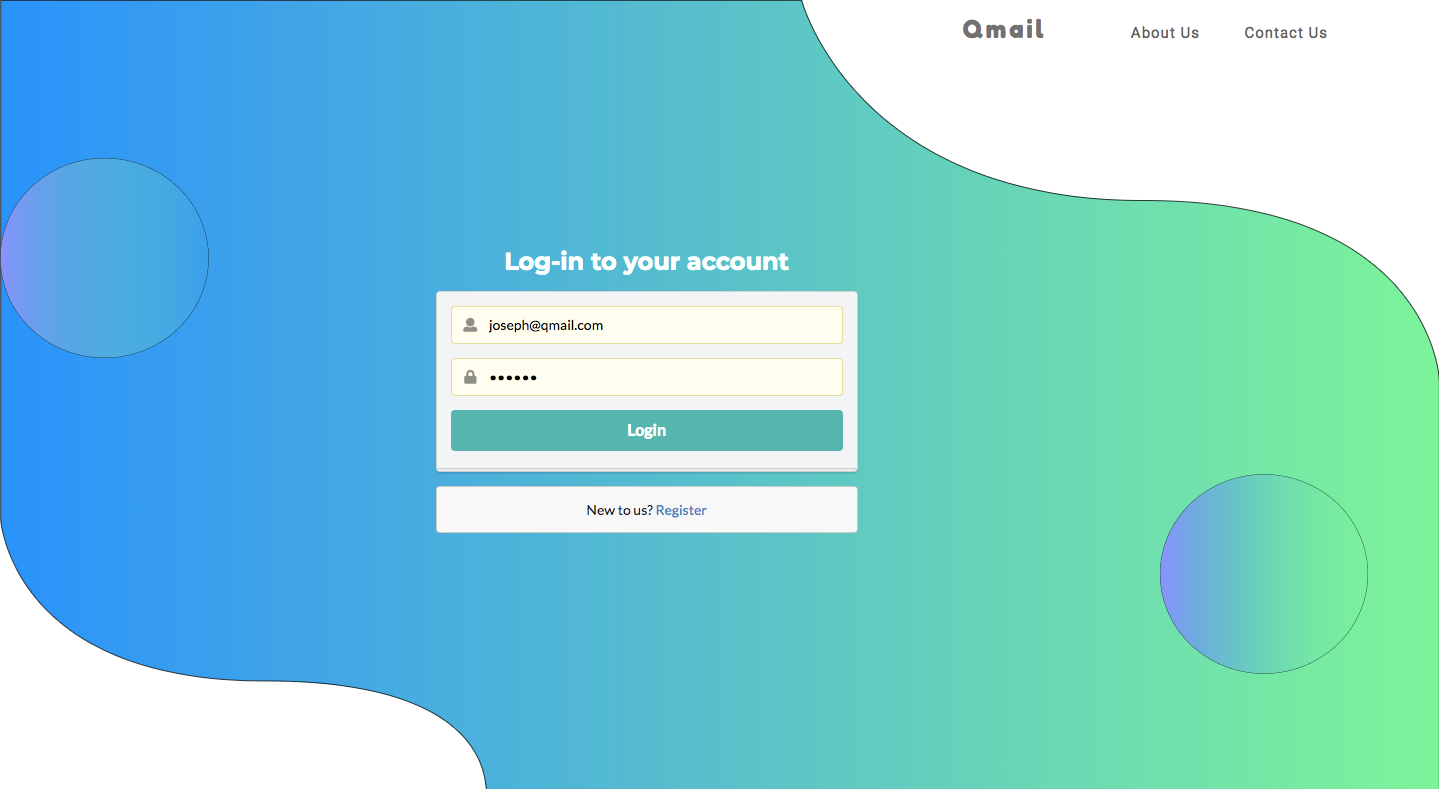 Qmail
About Us
Contact Us
Log-in to your account
joseph@qmail.com
••••••
Login
New to us? Register